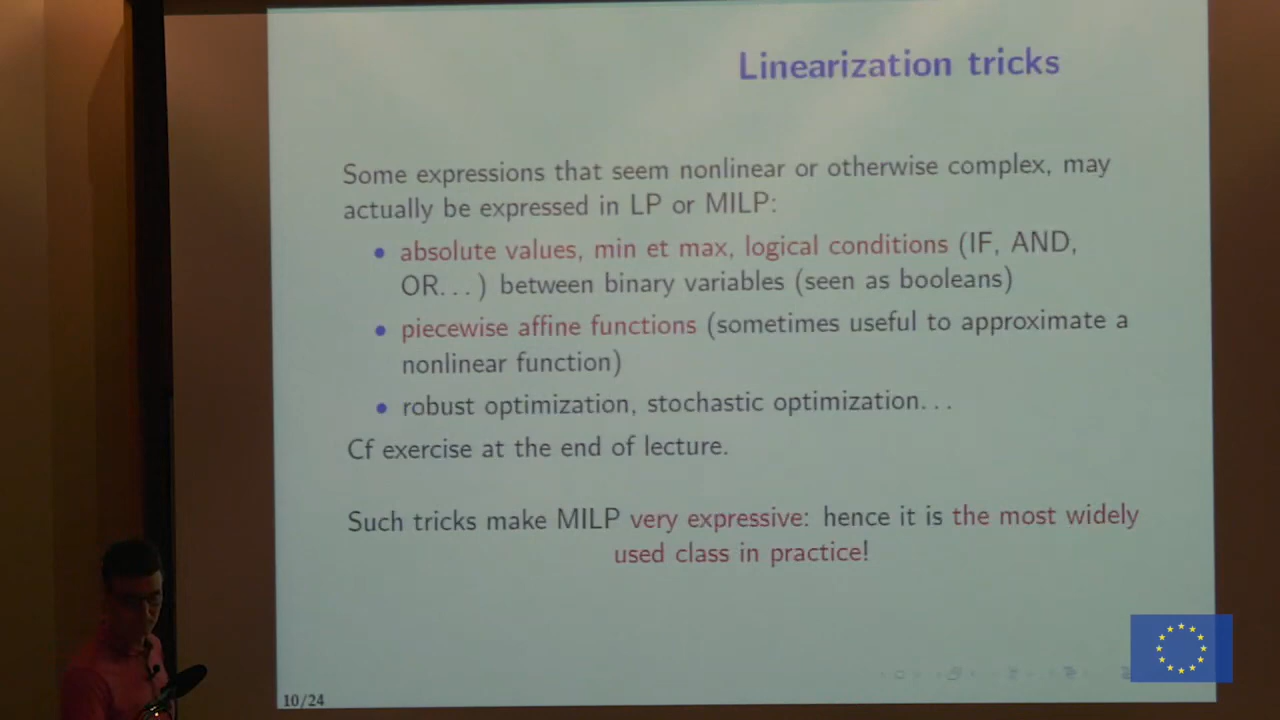 Linearization tricks
Some expressions that seem nonlinear or otherwise complex, may
actually be expressed in LP or MILP:
• absolute values, min et max, logical conditions (IF, AND,
OR...) between binary variables (seen as booleans)
• piecewise affine functions (sometimes useful to approximate a
nonlinear function)
• robust optimization, stochastic optimization...
Cf exercise at the end of lecture.
Such tricks make MILP very expressive: hence it is the most widely
used class in practice!
10/24